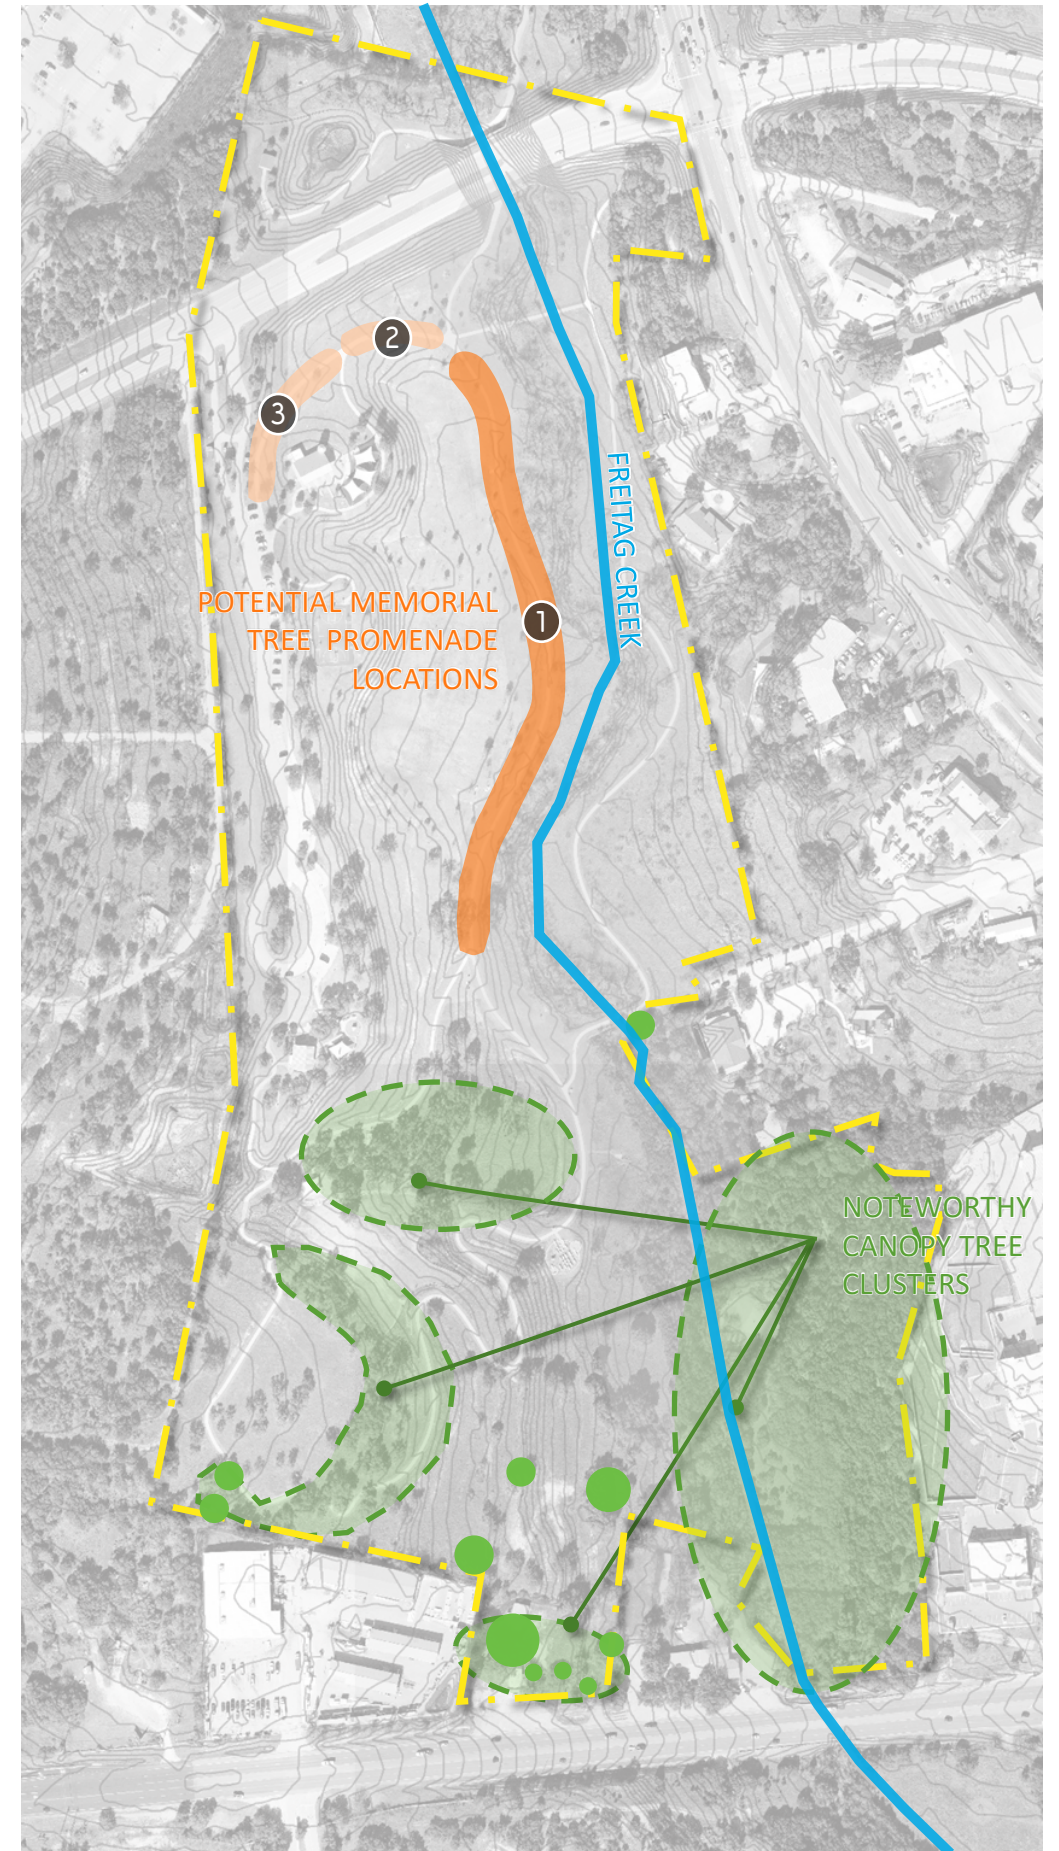 2
3
FREITAG CREEK
POTENTIAL MEMORIAL
TREE PROMENADE
LOCATIONS
1
NOTEWORTHY
CANOPY TREE
CLUSTERS